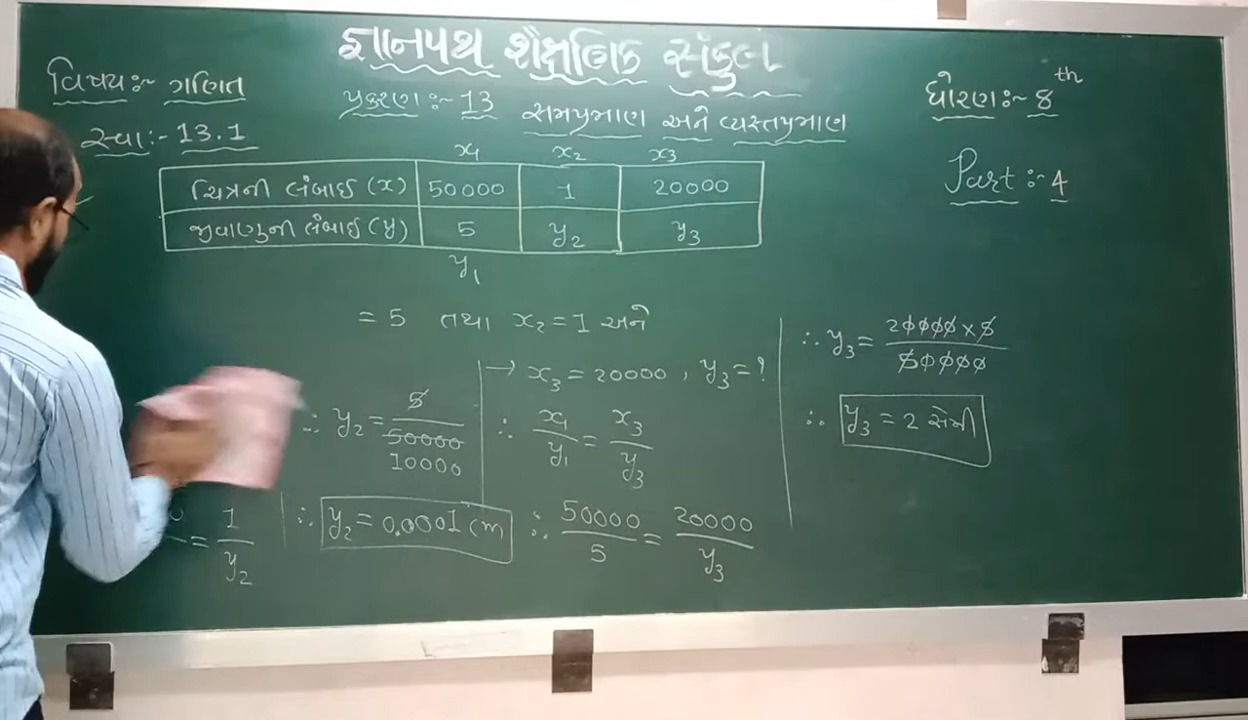 જ્ઞાનપથ શૈક્ષણિક સંકુલ
વિષય:- ગણિત
પ્રકરણ:- 13 સમપ્રમાણ અને વ્યસ્તપ્રમાણ
ધોરણ:- 8th
સ્વા:- 13.1
Part:- 4
x₁ x₂ x₃
ચિત્રની લંબાઈ (x) 50000 1 20000
જીવાણુની લંબાઈ (y) 5 y₂ y₃
y₁
= 5 તથા x₂ = 1 અને
∴ y₂ = 5/50000
10000
= 1/y₂
∴ y₂ = 0.0001 cm
→ x₃ = 20000 , y₃ = ?
∴ x₁/y₁ = x₃/y₃
∴ 50000/5 = 20000/y₃
∴ y₃ = 20000 × 5/50000
∴ y₃ = 2 સેમી